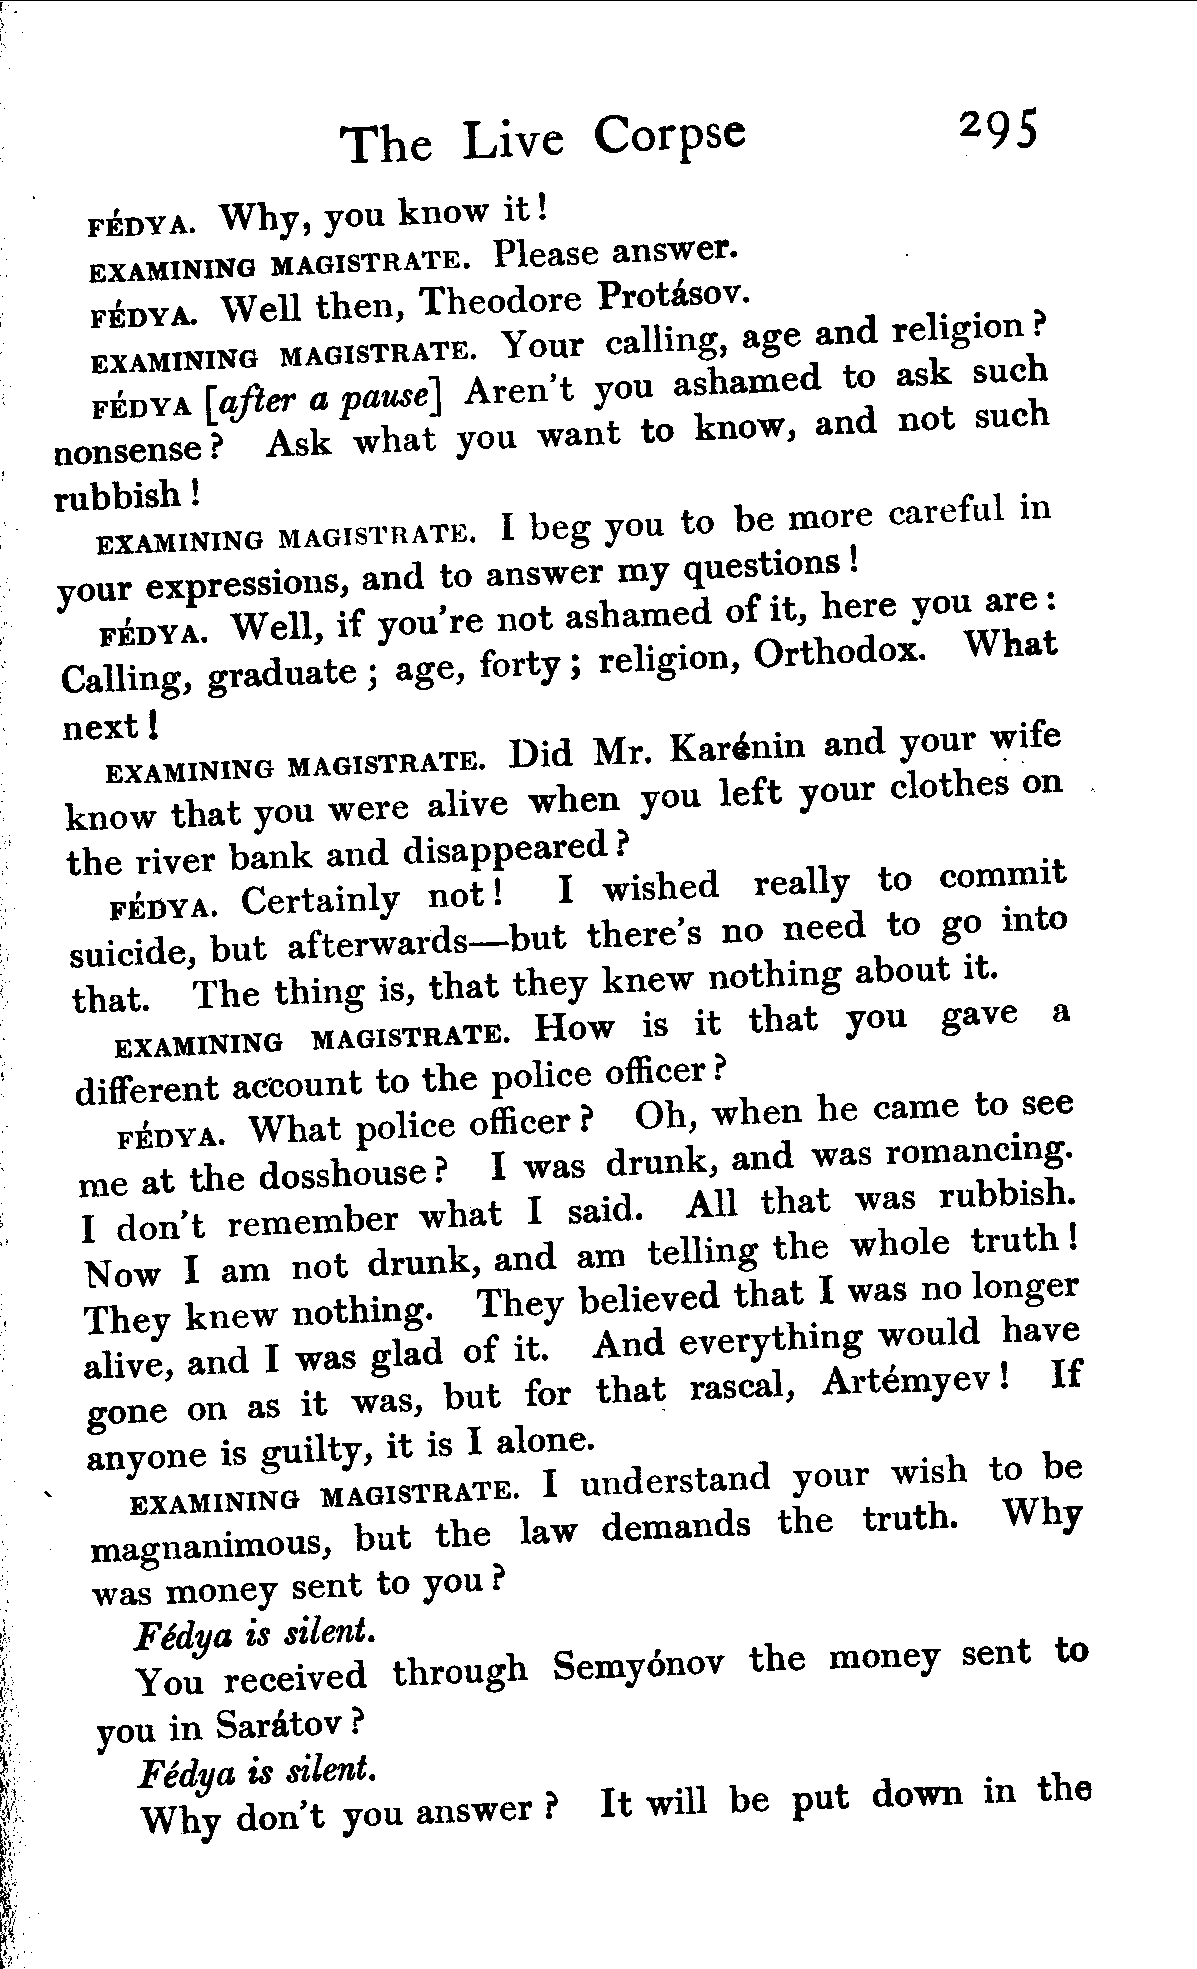 The Live Corpse 295
FÉDYA. Why, you know it!
EXAMINING MAGISTRATE. Please answer.
FÉDYA. Well then, Theodore Protásov.
EXAMINING MAGISTRATE. Your calling, age and religion?
FÉDYA [after a pause] Aren't you ashamed to ask such
nonsense? Ask what you want to know, and not such
rubbish!
EXAMINING MAGISTRATE. I beg you to be more careful in
your expressions, and to answer my questions!
FÉDYA. Well, if you're not ashamed of it, here you are:
Calling, graduate; age, forty; religion, Orthodox. What
next!
EXAMINING MAGISTRATE. Did Mr. Karénin and your wife
know that you were alive when you left your clothes on
the river bank and disappeared?
FÉDYA. Certainly not! I wished really to commit
suicide, but afterwards—but there's no need to go into
that. The thing is, that they knew nothing about it.
EXAMINING MAGISTRATE. How is it that you gave a
different account to the police officer?
FÉDYA. What police officer? Oh, when he came to see
me at the dosshouse? I was drunk, and was romancing.
I don't remember what I said. All that was rubbish.
Now I am not drunk, and am telling the whole truth!
They knew nothing. They believed that I was no longer
alive, and I was glad of it. And everything would have
gone on as it was, but for that rascal, Artémyev! If
anyone is guilty, it is I alone.
EXAMINING MAGISTRATE. I understand your wish to be
magnanimous, but the law demands the truth. Why
was money sent to you?
Fédya is silent.
You received through Semyónov the money sent to
you in Sarátov?
Fédya is silent.
Why don't you answer? It will be put down in the